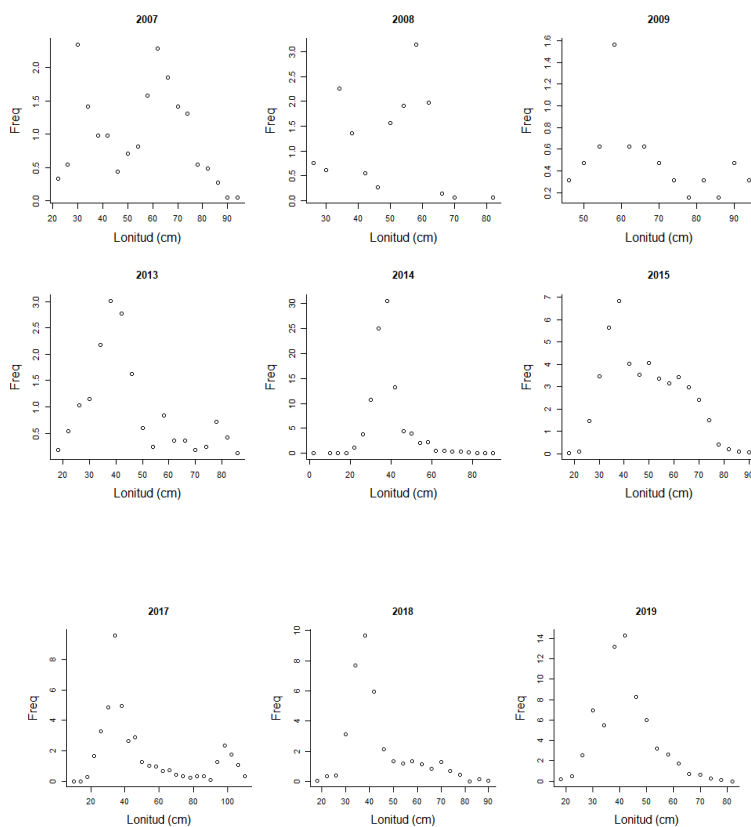 2007 2008 2009
Freq 0.0 0.5 1.0 1.5 2.0
20 30 40 50 60 70 80 90
Lonitud (cm)
Freq 0.0 0.5 1.0 1.5 2.0 2.5 3.0
30 40 50 60 70 80
Lonitud (cm)
Freq 0.2 0.4 0.6 0.8 1.0 1.2 1.4 1.6
50 60 70 80 90
Lonitud (cm)
2013 2014 2015
Freq 0.5 1.0 1.5 2.0 2.5 3.0
20 30 40 50 60 70 80
Lonitud (cm)
Freq 0 5 10 15 20 25 30
0 20 40 60 80
Lonitud (cm)
Freq 0 1 2 3 4 5 6 7
20 30 40 50 60 70 80 90
Lonitud (cm)
2017 2018 2019
Freq 0 2 4 6 8
20 40 60 80 100
Lonitud (cm)
Freq 0 2 4 6 8 10
20 30 40 50 60 70 80 90
Lonitud (cm)
Freq 0 2 4 6 8 10 12 14
20 30 40 50 60 70 80
Lonitud (cm)